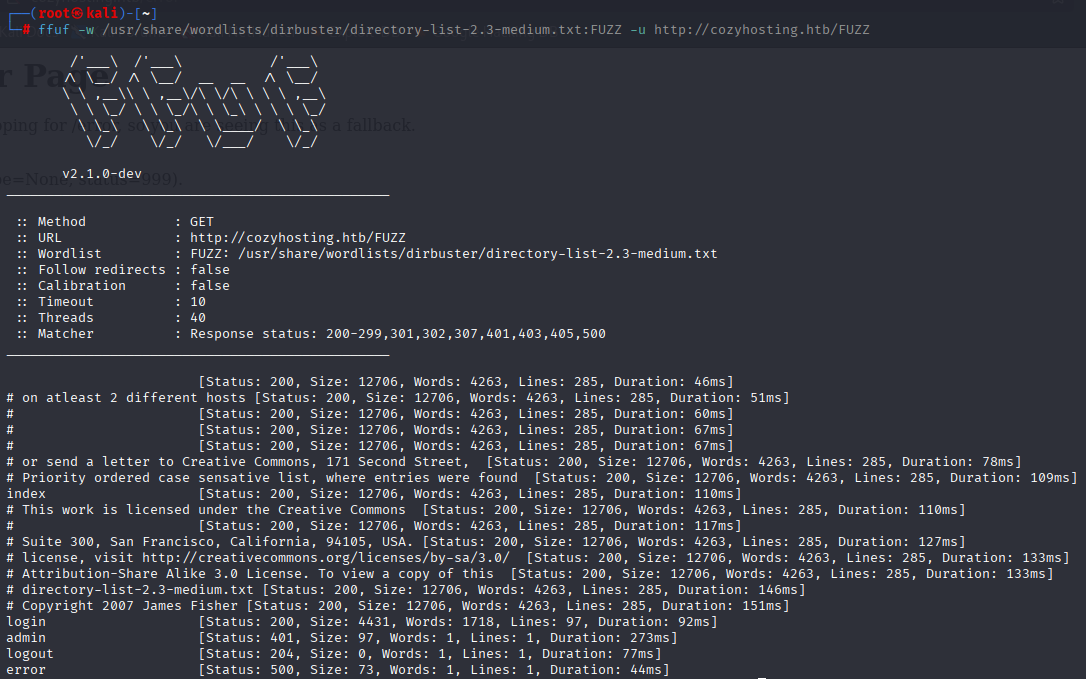 (root㉿kali)-[~]
# ffuf -w /usr/share/wordlists/dirbuster/directory-list-2.3-medium.txt:FUZZ -u http://cozyhosting.htb/FUZZ
r Page
ping for /error, so you are seeing this as a fallback.
v2.1.0-dev
pe=None, status=999).
:: Method : GET
:: URL : http://cozyhosting.htb/FUZZ
:: Wordlist : FUZZ: /usr/share/wordlists/dirbuster/directory-list-2.3-medium.txt
:: Follow redirects : false
:: Calibration : false
:: Timeout : 10
:: Threads : 40
:: Matcher : Response status: 200-299,301,302,307,401,403,405,500
[Status: 200, Size: 12706, Words: 4263, Lines: 285, Duration: 46ms]
# on atleast 2 different hosts [Status: 200, Size: 12706, Words: 4263, Lines: 285, Duration: 51ms]
# [Status: 200, Size: 12706, Words: 4263, Lines: 285, Duration: 60ms]
# [Status: 200, Size: 12706, Words: 4263, Lines: 285, Duration: 67ms]
# [Status: 200, Size: 12706, Words: 4263, Lines: 285, Duration: 67ms]
# or send a letter to Creative Commons, 171 Second Street, [Status: 200, Size: 12706, Words: 4263, Lines: 285, Duration: 78ms]
# Priority ordered case sensative list, where entries were found [Status: 200, Size: 12706, Words: 4263, Lines: 285, Duration: 109ms]
index [Status: 200, Size: 12706, Words: 4263, Lines: 285, Duration: 110ms]
# This work is licensed under the Creative Commons [Status: 200, Size: 12706, Words: 4263, Lines: 285, Duration: 110ms]
# [Status: 200, Size: 12706, Words: 4263, Lines: 285, Duration: 117ms]
# Suite 300, San Francisco, California, 94105, USA. [Status: 200, Size: 12706, Words: 4263, Lines: 285, Duration: 127ms]
# license, visit http://creativecommons.org/licenses/by-sa/3.0/ [Status: 200, Size: 12706, Words: 4263, Lines: 285, Duration: 133ms]
# Attribution-Share Alike 3.0 License. To view a copy of this [Status: 200, Size: 12706, Words: 4263, Lines: 285, Duration: 133ms]
# directory-list-2.3-medium.txt [Status: 200, Size: 12706, Words: 4263, Lines: 285, Duration: 146ms]
# Copyright 2007 James Fisher [Status: 200, Size: 12706, Words: 4263, Lines: 285, Duration: 151ms]
login [Status: 200, Size: 4431, Words: 1718, Lines: 97, Duration: 92ms]
admin [Status: 401, Size: 97, Words: 1, Lines: 1, Duration: 273ms]
logout [Status: 204, Size: 0, Words: 1, Lines: 1, Duration: 77ms]
error [Status: 500, Size: 73, Words: 1, Lines: 1, Duration: 44ms]